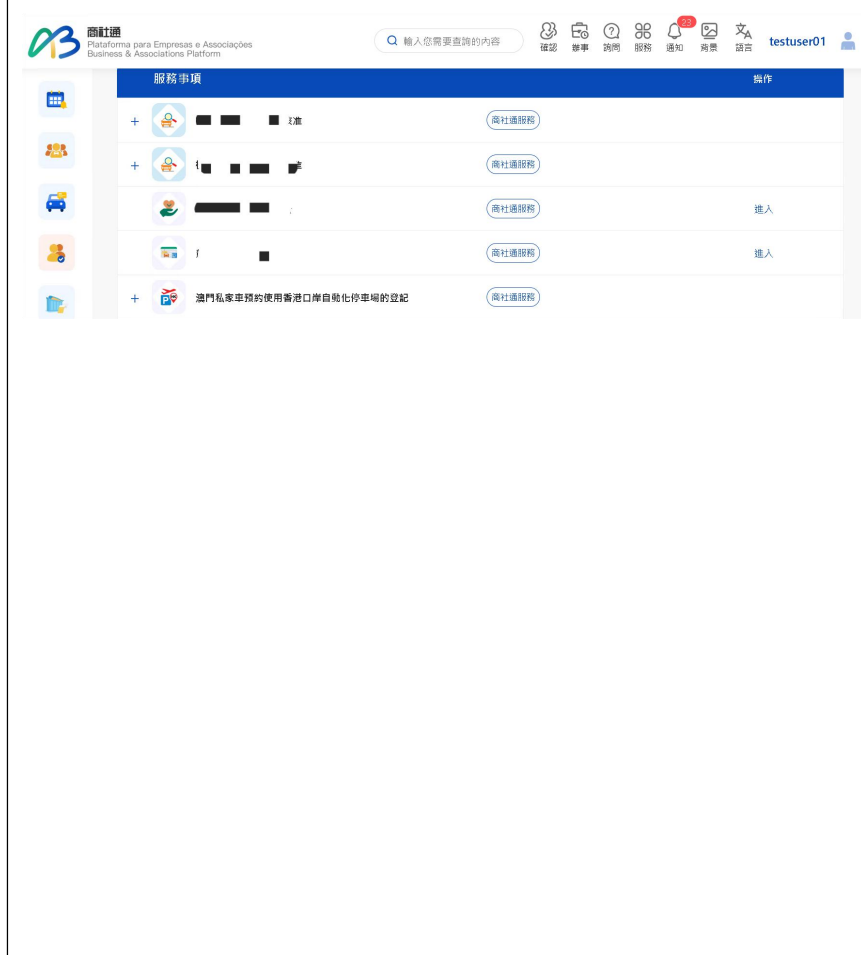 商社通
Plataforma para Empresas e Associações
Business & Associations Platform
輸入您需要查詢的內容
確認 辦事 詢問 服務 23 通知 背景 語言 testuser01
服務事項 操作
准 商社通服務
商社通服務
商社通服務 進入
商社通服務 進入
+ 澳門私家車預約使用香港口岸自動化停車場的登記 商社通服務